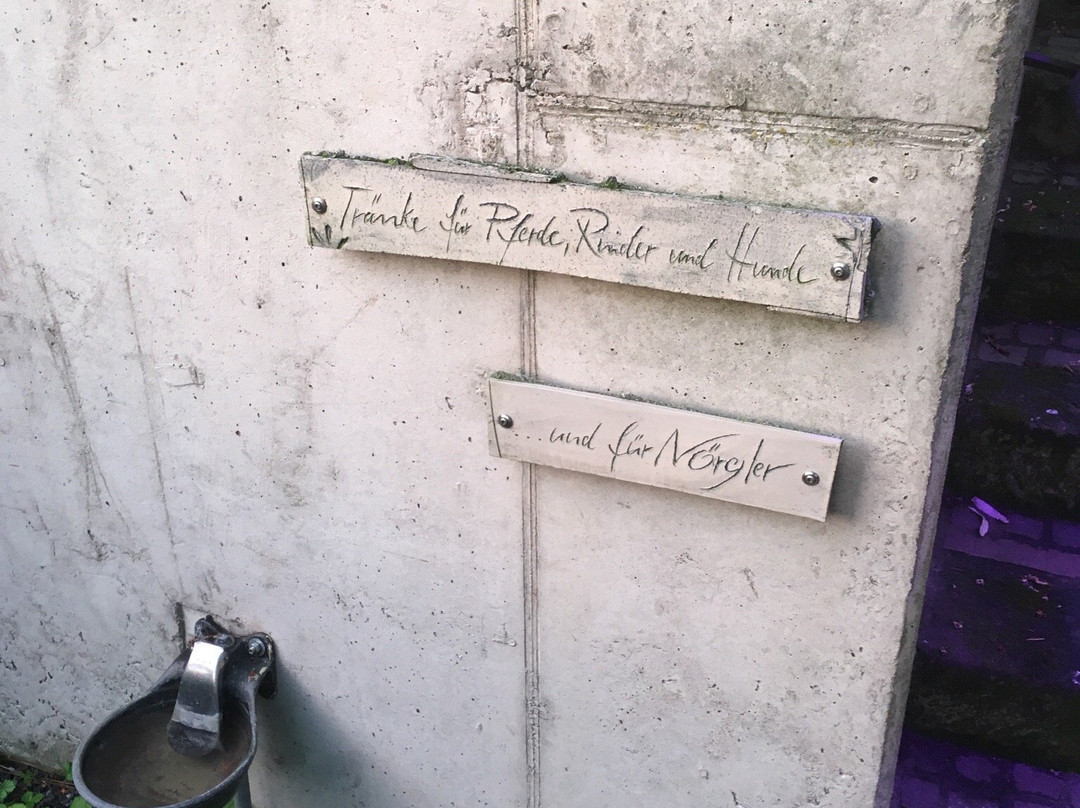 Tränke für Pferde, Rinder und Hunde
... und für Nörgler